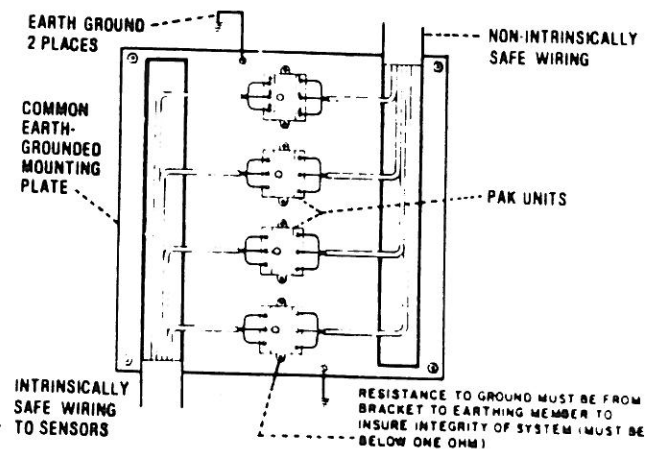 EARTH GROUND
2 PLACES
NON-INTRINSICALLY
SAFE WIRING
COMMON
EARTH-
GROUNDED
MOUNTING
PLATE
PAK UNITS
INTRINSICALLY
SAFE WIRING
TO SENSORS
RESISTANCE TO GROUND MUST BE FROM
BRACKET TO EARTHING MEMBER TO
INSURE INTEGRITY OF SYSTEM (MUST BE
BELOW ONE OHM)